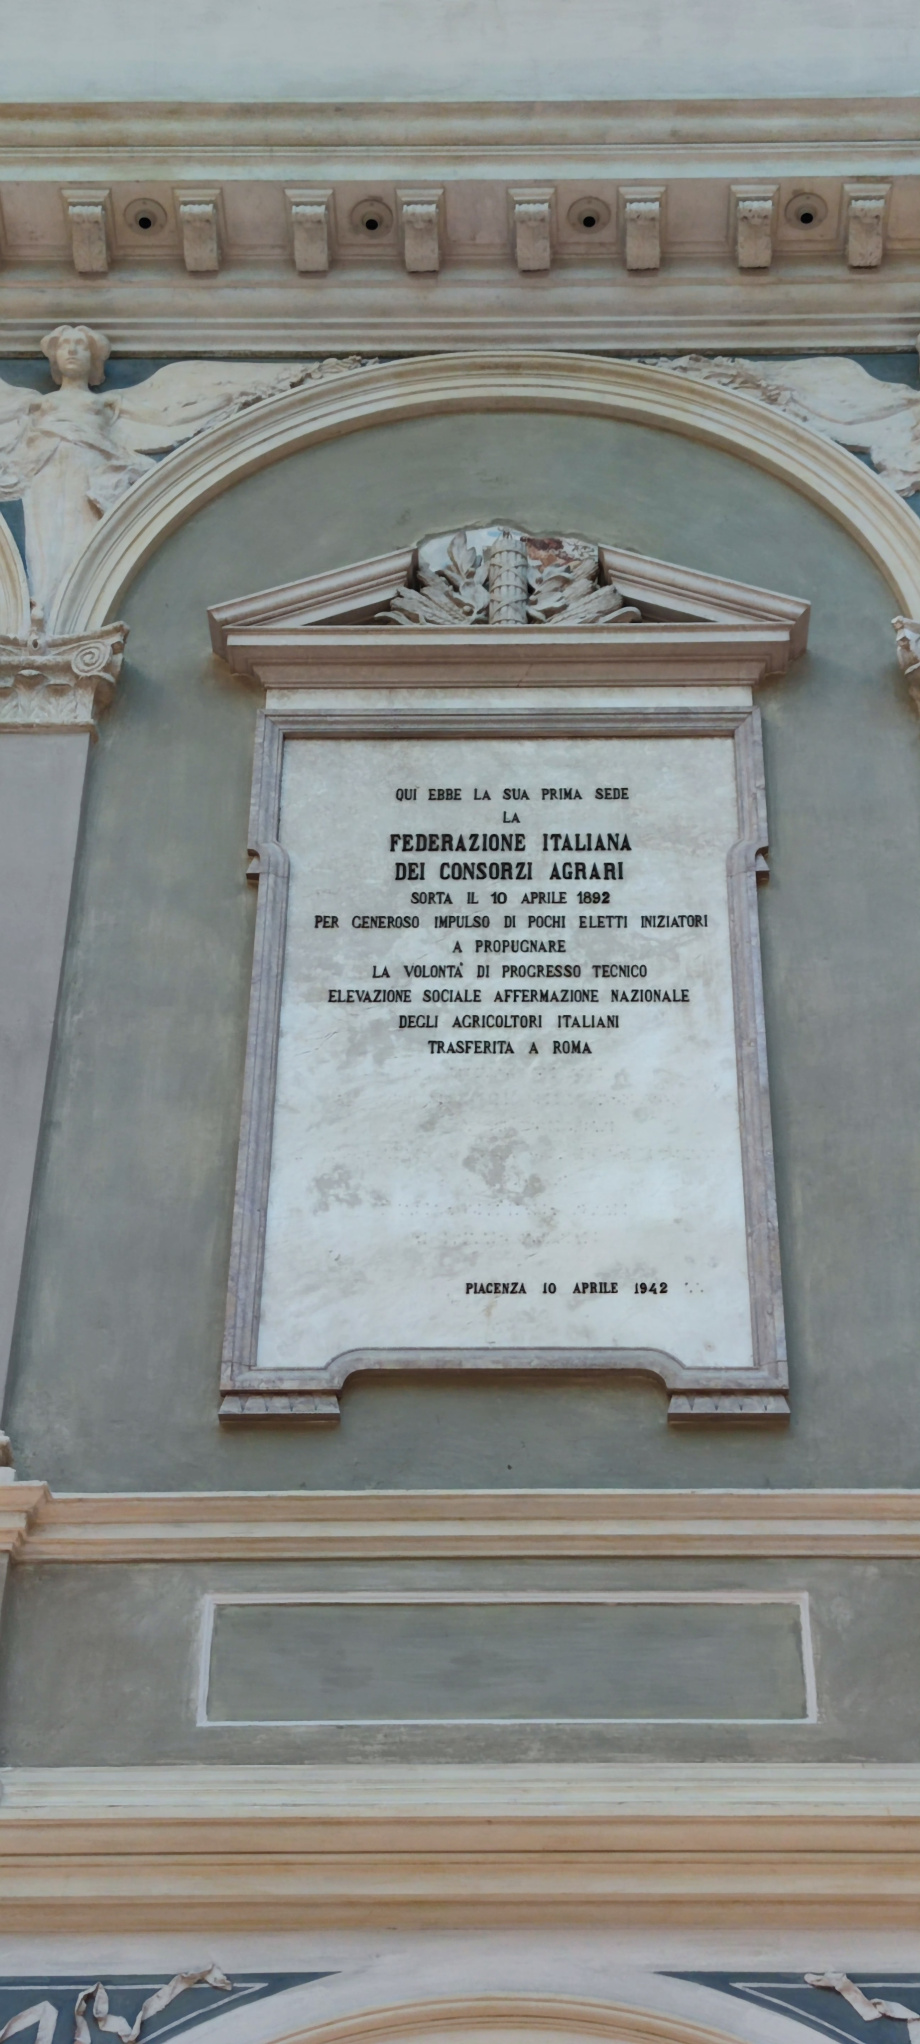 QUI EBBE LA SUA PRIMA SEDE
LA
FEDERAZIONE ITALIANA
DEI CONSORZI AGRARI
SORTA IL 10 APRILE 1892
PER GENEROSO IMPULSO DI POCHI ELETTI INIZIATORI
A PROPUGNARE
LA VOLONTA' DI PROGRESSO TECNICO
ELEVAZIONE SOCIALE AFFERMAZIONE NAZIONALE
DEGLI AGRICOLTORI ITALIANI
TRASFERITA A ROMA
PIACENZA 10 APRILE 1942